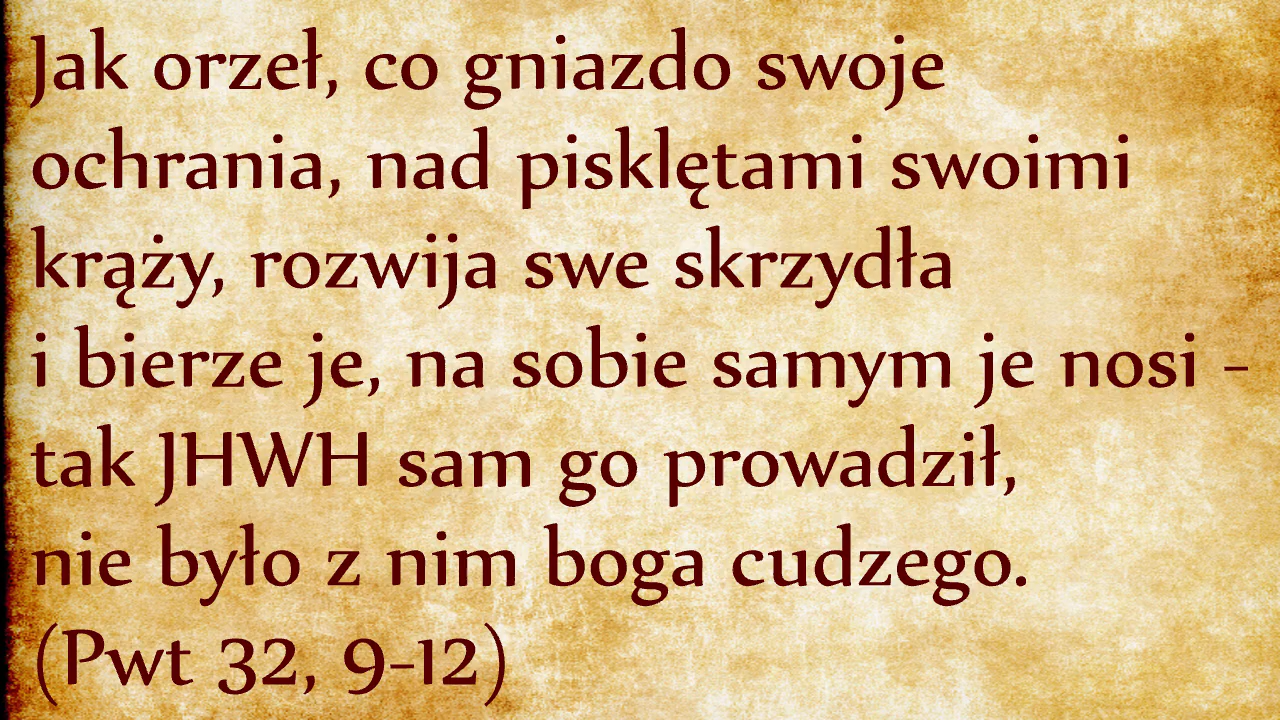 Jak orzeł, co gniazdo swoje
ochrania, nad pisklętami swoimi
krąży, rozwija swe skrzydła
i bierze je, na sobie samym je nosi -
tak JHWH sam go prowadził,
nie było z nim boga cudzego.
(Pwt 32, 9-12)